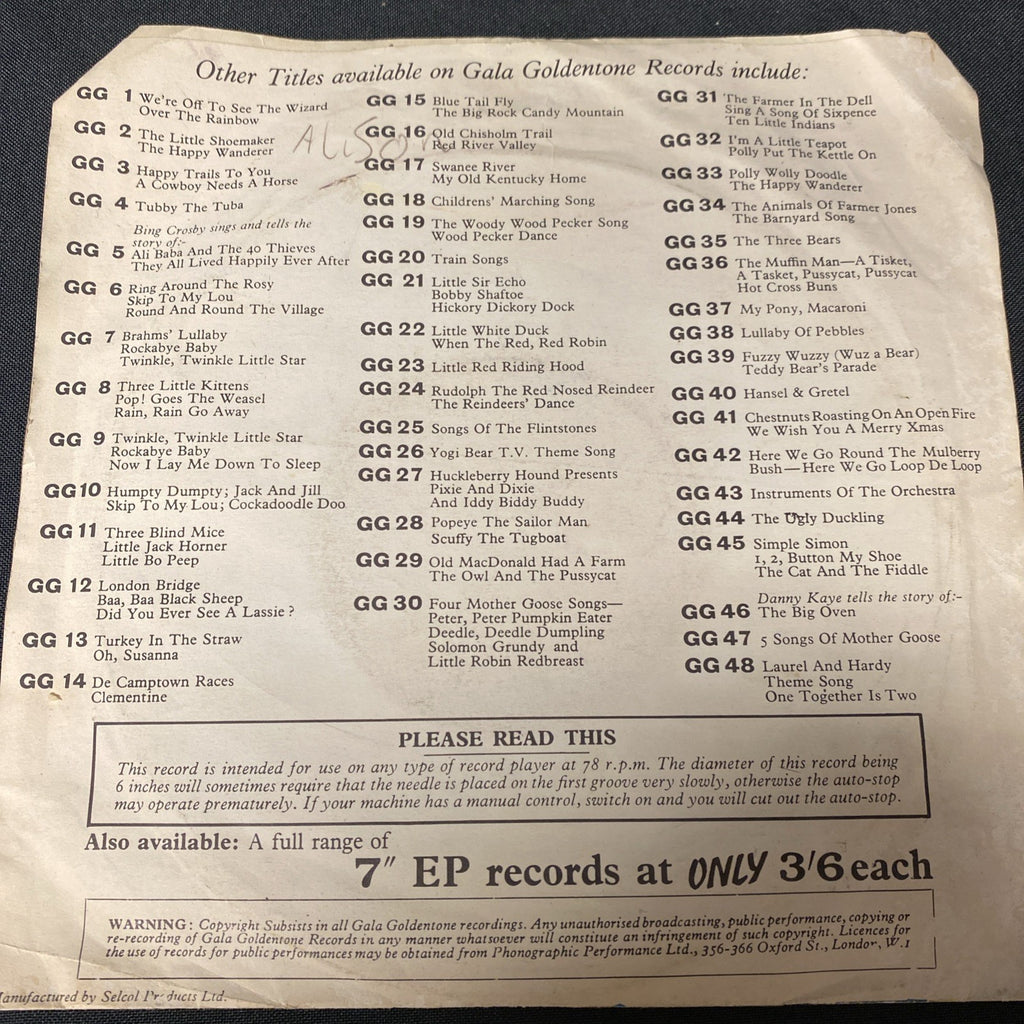 Other Titles available on Gala Goldentone Records include:
GG 1 We're Off To See The Wizard
Over The Rainbow
GG 2 The Little Shoemaker
The Happy Wanderer
GG 3 Happy Trails To You
A Cowboy Needs A Horse
GG 4 Tubby The Tuba
Bing Crosby sings and tells the
story of:-
GG 5 Ali Baba And The 40 Thieves
They All Lived Happily Ever After
GG 6 Ring Around The Rosy
Skip To My Lou
Round And Round The Village
GG 7 Brahms' Lullaby
Rockabye Baby
Twinkle, Twinkle Little Star
GG 8 Three Little Kittens
Pop! Goes The Weasel
Rain, Rain Go Away
GG 9 Twinkle, Twinkle Little Star
Rockabye Baby
Now I Lay Me Down To Sleep
GG10 Humpty Dumpty; Jack And Jill
Skip To My Lou; Cockadoodle Doo
GG 11 Three Blind Mice
Little Jack Horner
Little Bo Peep
GG 12 London Bridge
Baa, Baa Black Sheep
Did You Ever See A Lassie?
GG 13 Turkey In The Straw
Oh, Susanna
GG 14 De Camptown Races
Clementine
ALISON
GG 15 Blue Tail Fly
The Big Rock Candy Mountain
GG 16 Old Chisholm Trail
Red River Valley
GG 17 Swanee River
My Old Kentucky Home
GG 18 Childrens' Marching Song
GG 19 The Woody Wood Pecker Song
Wood Pecker Dance
GG 20 Train Songs
GG 21 Little Sir Echo
Bobby Shaftoe
Hickory Dickory Dock
GG 22 Little White Duck
When The Red, Red Robin
GG 23 Little Red Riding Hood
GG 24 Rudolph The Red Nosed Reindeer
The Reindeers' Dance
GG 25 Songs Of The Flintstones
GG 26 Yogi Bear T.V. Theme Song
GG 27 Huckleberry Hound Presents
Pixie And Dixie
And Iddy Biddy Buddy
GG 28 Popeye The Sailor Man
Scuffy The Tugboat
GG 29 Old MacDonald Had A Farm
The Owl And The Pussycat
GG 30 Four Mother Goose Songs—
Peter, Peter Pumpkin Eater
Deedle, Deedle Dumpling
Solomon Grundy and
Little Robin Redbreast
GG 31 The Farmer In The Dell
Sing A Song Of Sixpence
Ten Little Indians
GG 32 I'm A Little Teapot
Polly Put The Kettle On
GG 33 Polly Wolly Doodle
The Happy Wanderer
GG 34 The Animals Of Farmer Jones
The Barnyard Song
GG 35 The Three Bears
GG 36 The Muffin Man—A Tisket,
A Tasket, Pussycat, Pussycat
Hot Cross Buns
GG 37 My Pony, Macaroni
GG 38 Lullaby Of Pebbles
GG 39 Fuzzy Wuzzy (Wuz a Bear)
Teddy Bear's Parade
GG 40 Hansel & Gretel
GG 41 Chestnuts Roasting On An Open Fire
We Wish You A Merry Xmas
GG 42 Here We Go Round The Mulberry
Bush—Here We Go Loop De Loop
GG 43 Instruments Of The Orchestra
GG 44 The Ugly Duckling
GG 45 Simple Simon
1, 2, Button My Shoe
The Cat And The Fiddle
Danny Kaye tells the story of:-
GG 46 The Big Oven
GG 47 5 Songs Of Mother Goose
GG 48 Laurel And Hardy
Theme Song
One Together Is Two
PLEASE READ THIS
This record is intended for use on any type of record player at 78 r.p.m. The diameter of this record being
6 inches will sometimes require that the needle is placed on the first groove very slowly, otherwise the auto-stop
may operate prematurely. If your machine has a manual control, switch on and you will cut out the auto-stop.
Also available: A full range of
7" EP records at ONLY 3'6 each
WARNING: Copyright Subsists in all Gala Goldentone recordings. Any unauthorised broadcasting, public performance, copying or
re-recording of Gala Goldentone Records in any manner whatsoever will constitute an infringement of such copyright. Licences for
the use of records for public performances may be obtained from Phonographic Performance Ltd., 356-366 Oxford St., London, W.1
Manufactured by Selcol Products Ltd.